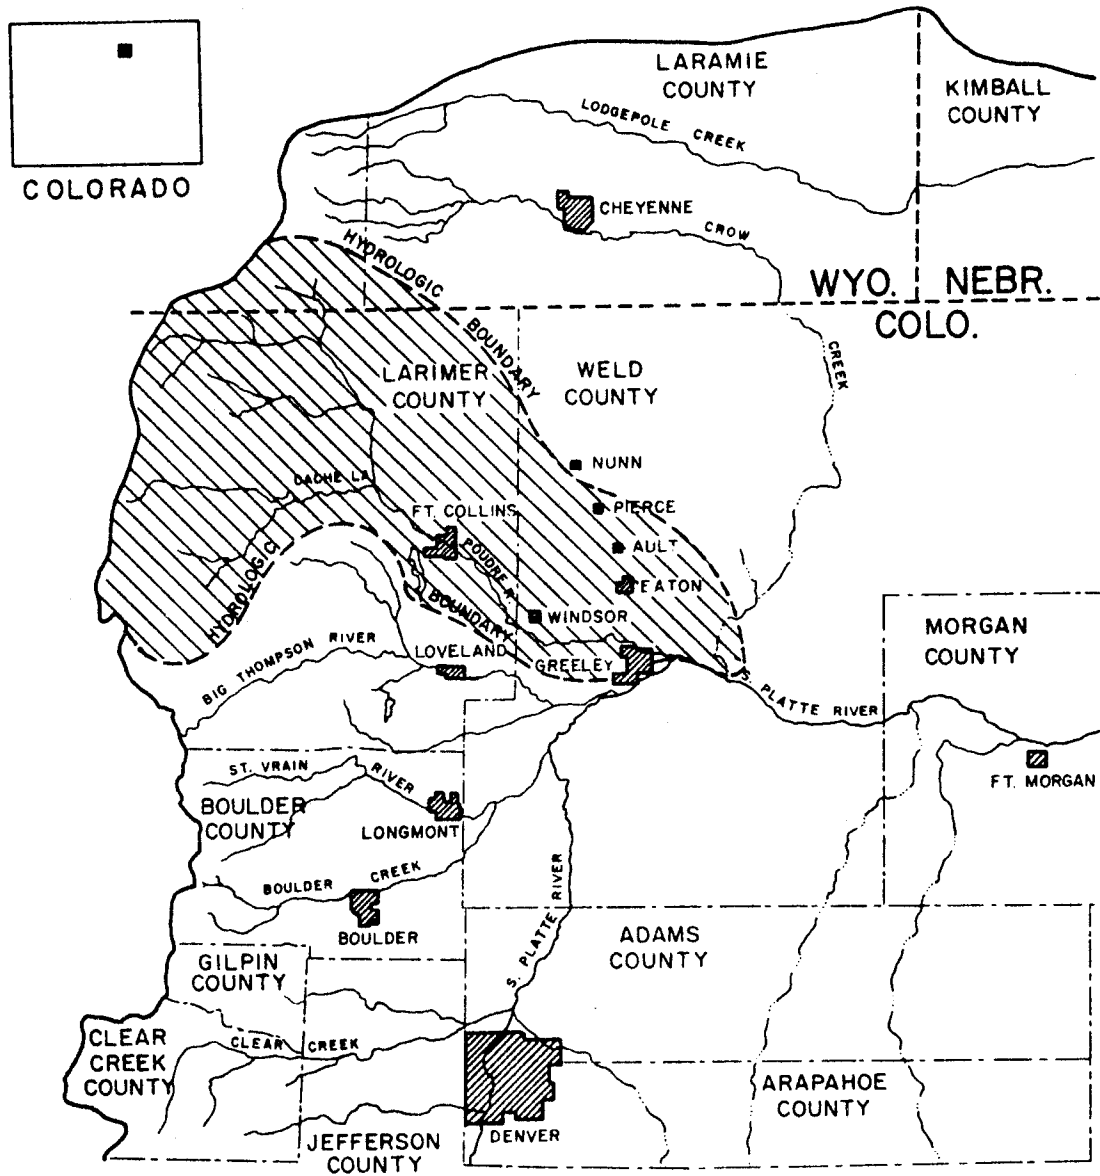 COLORADO
LARAMIE
COUNTY
KIMBALL
COUNTY
LODGEPOLE CREEK
CHEYENNE
CROW
HYDROLOGIC
BOUNDARY
WYO.
NEBR.
COLO.
CREEK
LARIMER
COUNTY
WELD
COUNTY
NUNN
CACHE LA
FT. COLLINS
PIERCE
POUDRE R.
AULT
HYDROLOGIC
BOUNDARY
EATON
WINDSOR
MORGAN
COUNTY
BIG THOMPSON RIVER
LOVELAND
GREELEY
S. PLATTE RIVER
FT. MORGAN
ST. VRAIN
RIVER
BOULDER
COUNTY
LONGMONT
BOULDER CREEK
BOULDER
S. PLATTE RIVER
ADAMS
COUNTY
GILPIN
COUNTY
CLEAR
CREEK
COUNTY
CLEAR CREEK
ARAPAHOE
COUNTY
DENVER
JEFFERSON
COUNTY